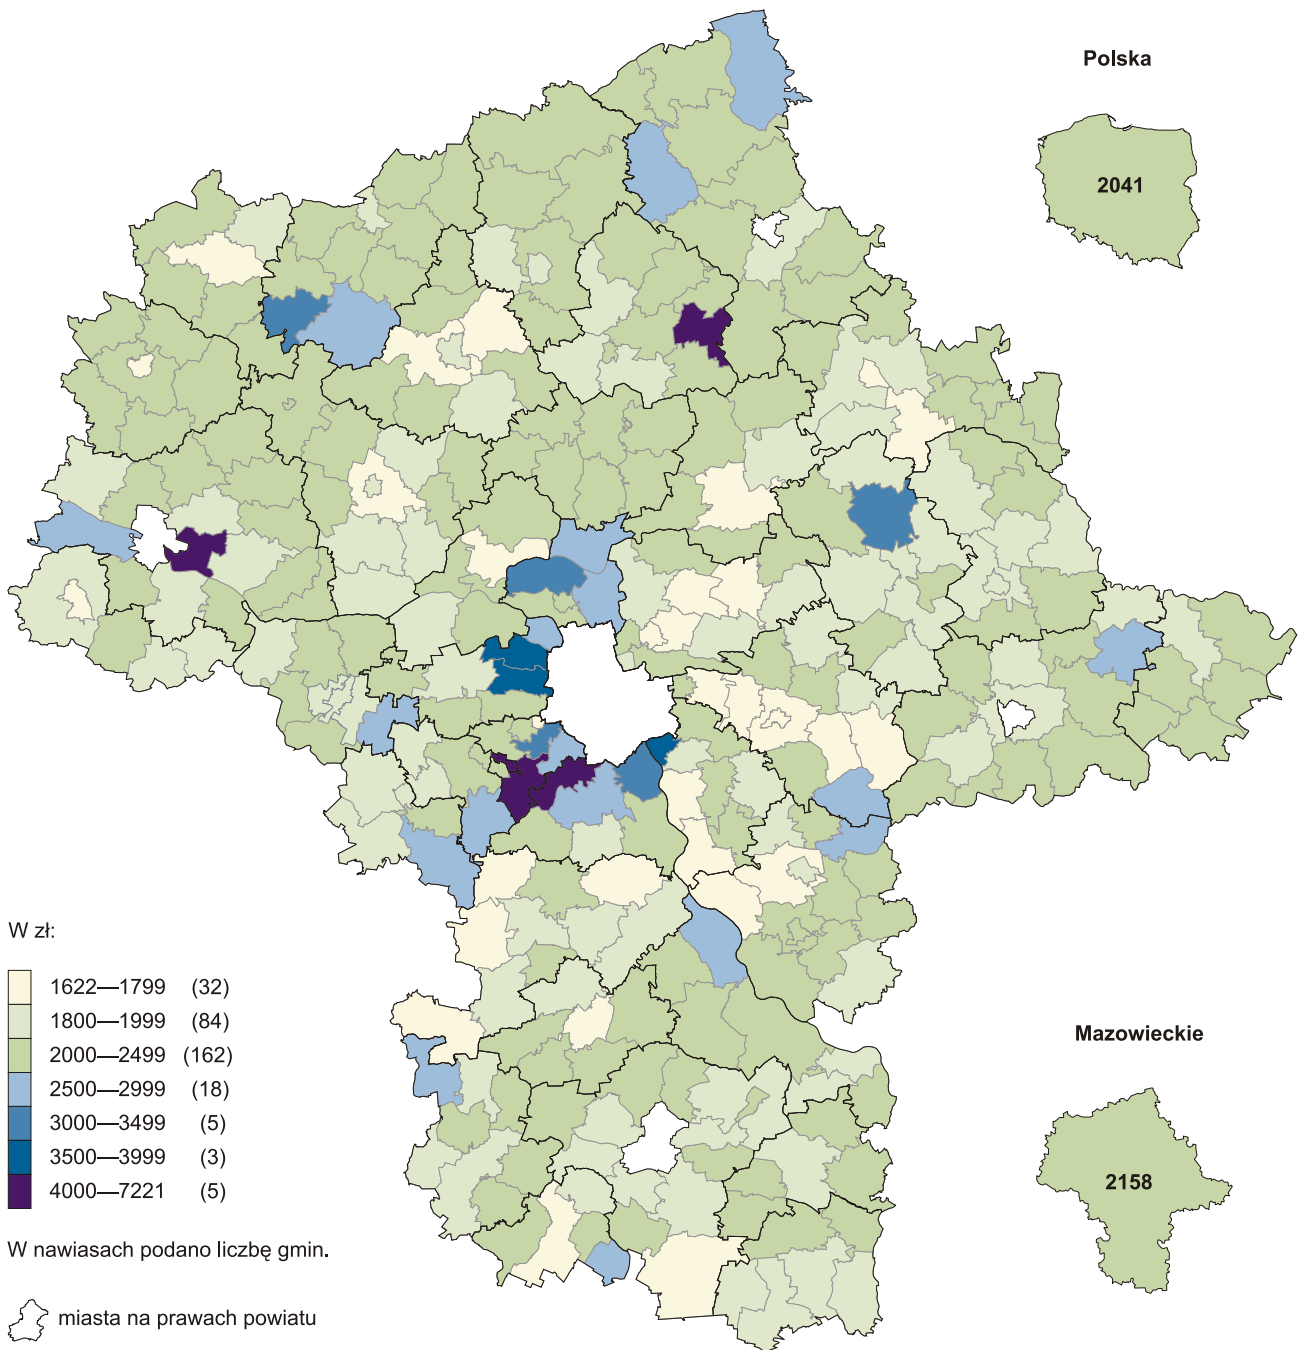 Polska
2041
W zł:
1622—1799 (32)
1800—1999 (84)
2000—2499 (162)
2500—2999 (18)
3000—3499 (5)
3500—3999 (3)
4000—7221 (5)
W nawiasach podano liczbę gmin.
miasta na prawach powiatu
Mazowieckie
2158